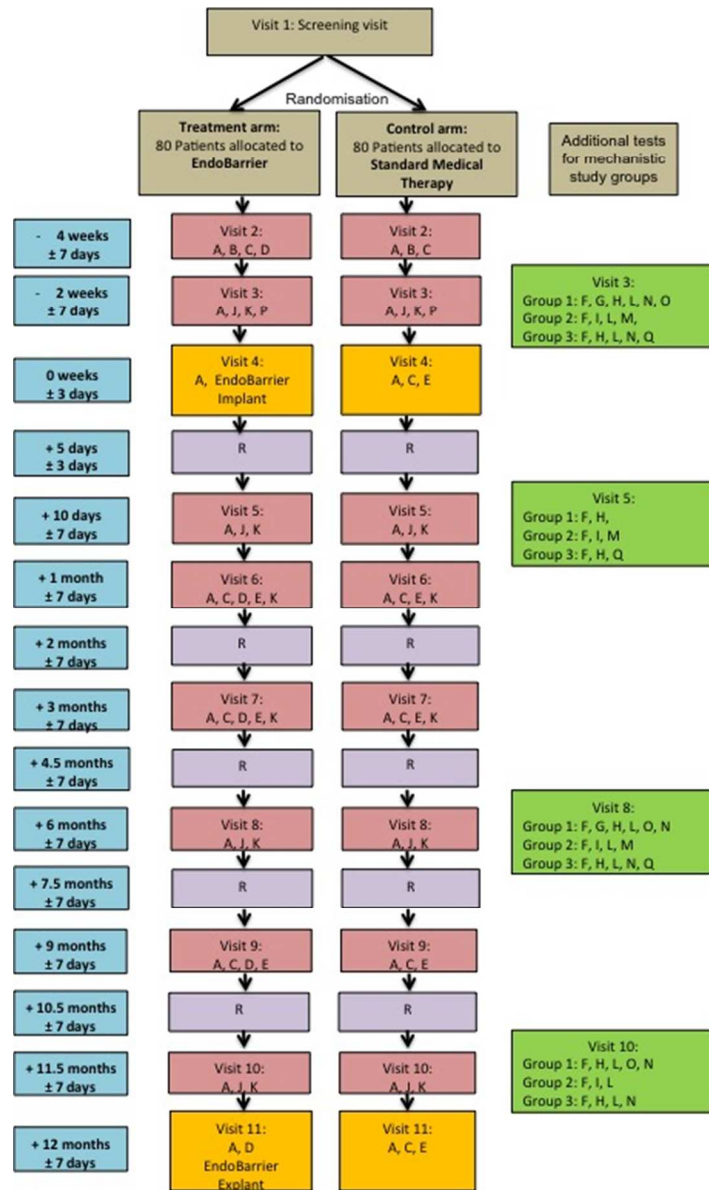 Visit 1: Screening visit
Randomisation
Treatment arm:
80 Patients allocated to
EndoBarrier
Control arm:
80 Patients allocated to
Standard Medical
Therapy
Additional tests
for mechanistic
study groups
- 4 weeks
± 7 days
Visit 2:
A, B, C, D
Visit 2:
A, B, C
- 2 weeks
± 7 days
Visit 3:
A, J, K, P
Visit 3:
A, J, K, P
Visit 3:
Group 1: F, G, H, L, N, O
Group 2: F, I, L, M,
Group 3: F, H, L, N, Q
0 weeks
± 3 days
Visit 4:
A, EndoBarrier
Implant
Visit 4:
A, C, E
+ 5 days
± 3 days
R
R
+ 10 days
± 7 days
Visit 5:
A, J, K
Visit 5:
A, J, K
Visit 5:
Group 1: F, H,
Group 2: F, I, M
Group 3: F, H, Q
+ 1 month
± 7 days
Visit 6:
A, C, D, E, K
Visit 6:
A, C, E, K
+ 2 months
± 7 days
R
R
+ 3 months
± 7 days
Visit 7:
A, C, D, E, K
Visit 7:
A, C, E, K
+ 4.5 months
± 7 days
R
R
+ 6 months
± 7 days
Visit 8:
A, J, K
Visit 8:
A, J, K
Visit 8:
Group 1: F, G, H, L, O, N
Group 2: F, I, L, M
Group 3: F, H, L, N, Q
+ 7.5 months
± 7 days
R
R
+ 9 months
± 7 days
Visit 9:
A, C, D, E
Visit 9:
A, C, E
+ 10.5 months
± 7 days
R
R
+ 11.5 months
± 7 days
Visit 10:
A, J, K
Visit 10:
A, J, K
Visit 10:
Group 1: F, H, L, O, N
Group 2: F, I, L
Group 3: F, H, L, N
+ 12 months
± 7 days
Visit 11:
A, D
EndoBarrier
Explant
Visit 11:
A, C, E